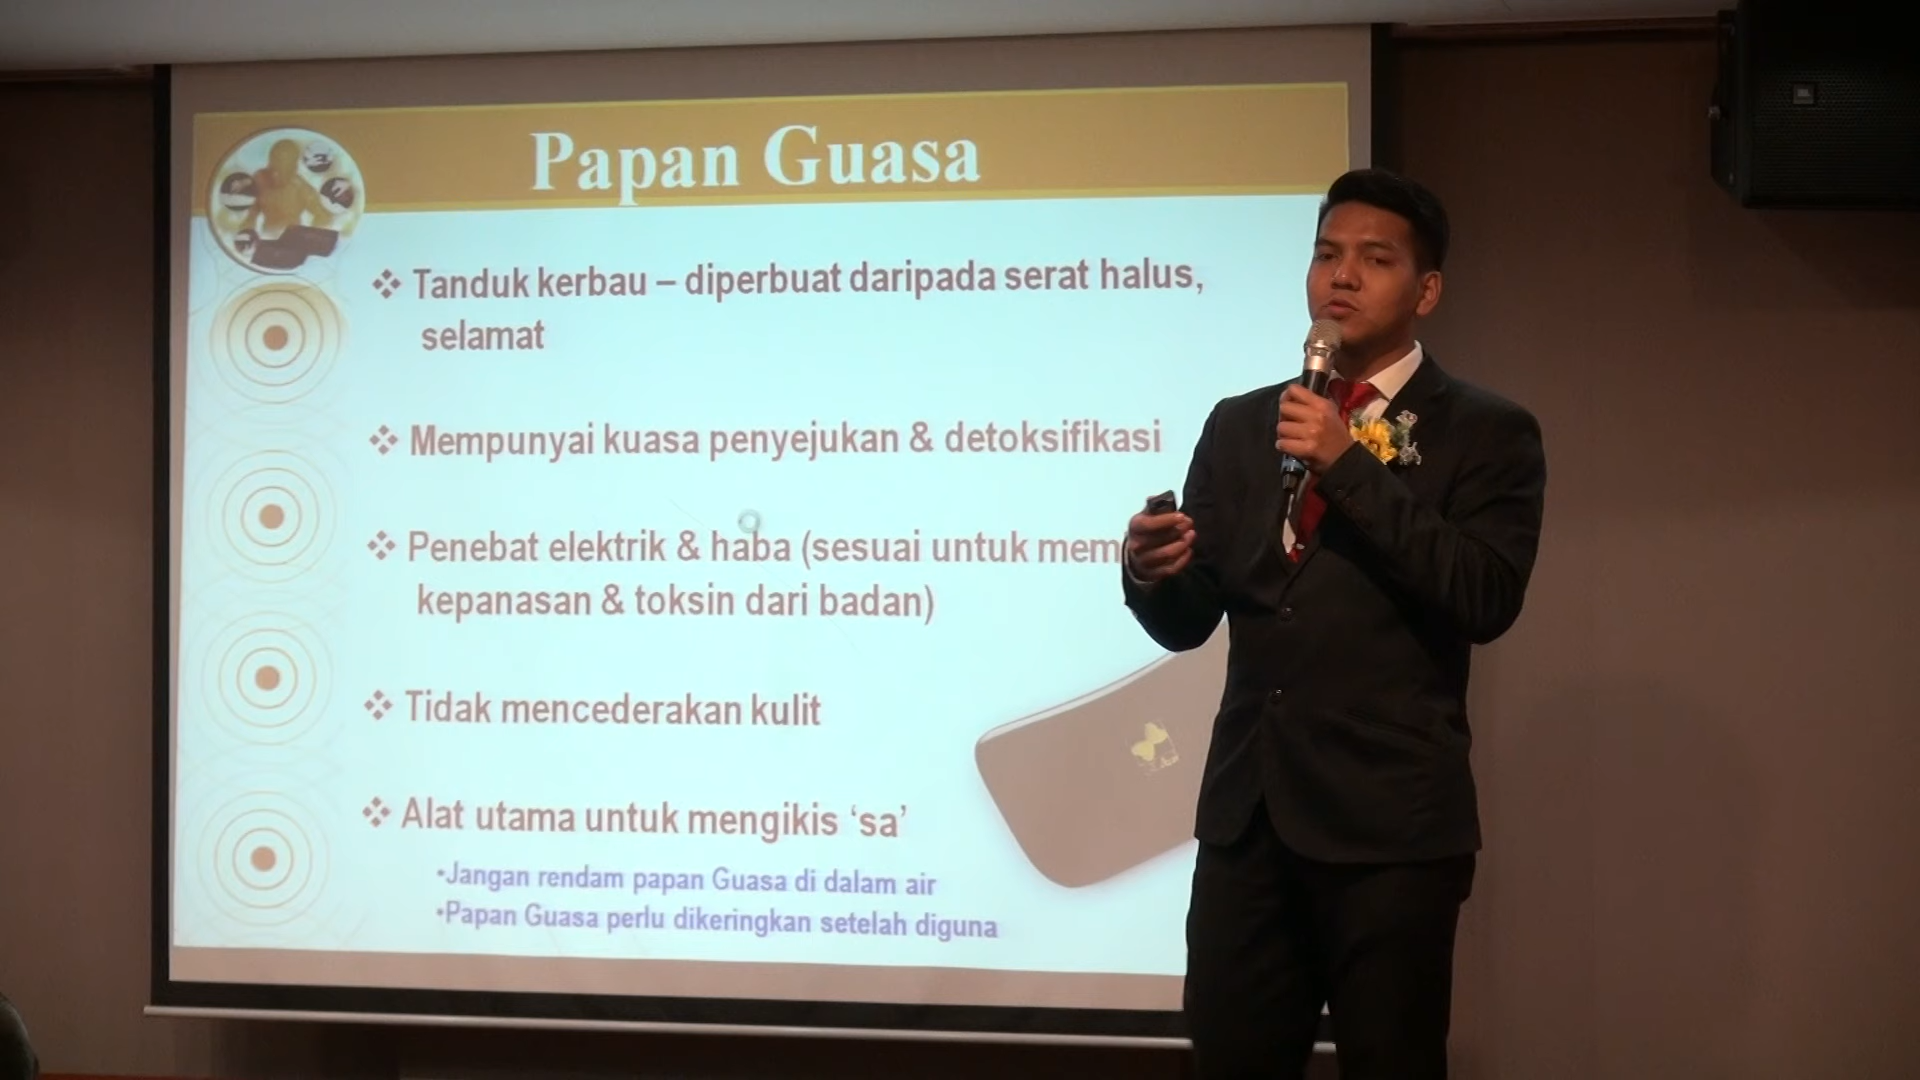 Papan Guasa
Tanduk kerbau – diperbuat daripada serat halus,
selamat
Mempunyai kuasa penyejukan & detoksifikasi
Penebat elektrik & haba (sesuai untuk
kepanasan & toksin dari badan)
Tidak mencederakan kulit
Alat utama untuk mengikis ‘sa’
•Jangan rendam papan Guasa di dalam air
•Papan Guasa perlu dikeringkan setelah diguna